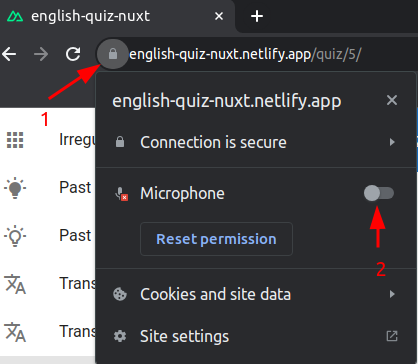 english-quiz-nuxt
english-quiz-nuxt.netlify.app/quiz/5/
1
english-quiz-nuxt.netlify.app
Irregu
Connection is secure
Past
Microphone
Past
Reset permission
2
Trans
Cookies and site data
Trans
Site settings